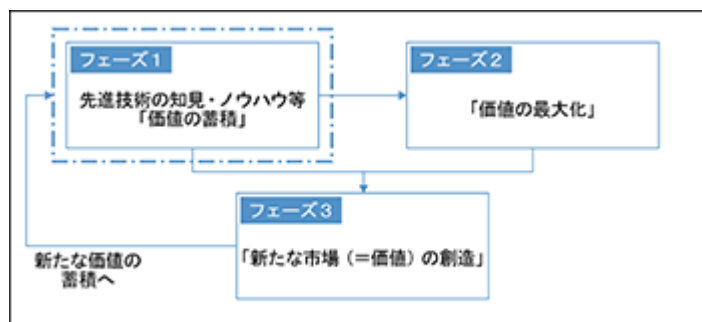 フェーズ1
先進技術の知見・ノウハウ等
「価値の蓄積」
フェーズ2
「価値の最大化」
フェーズ3
「新たな市場(=価値)の創造」
新たな価値の
蓄積へ